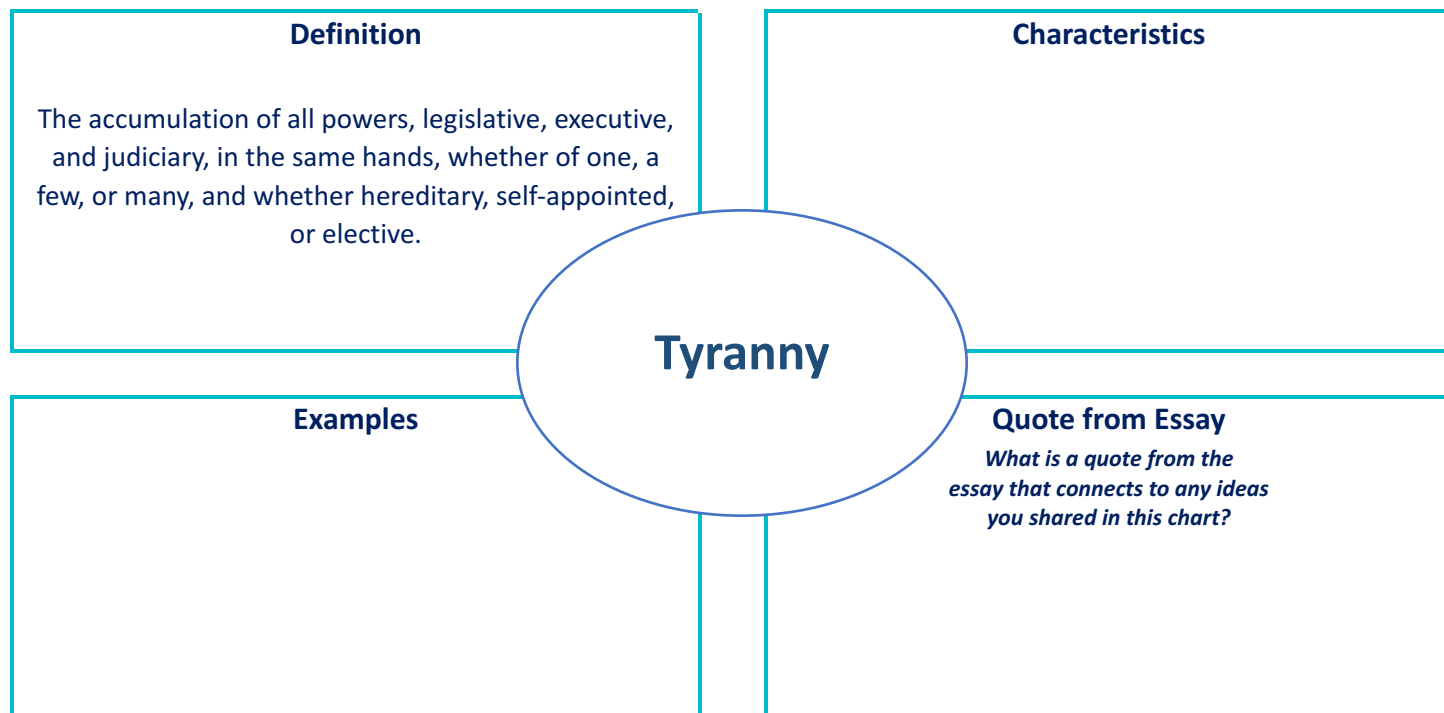 Definition
The accumulation of all powers, legislative, executive,
and judiciary, in the same hands, whether of one, a
few, or many, and whether hereditary, self-appointed,
or elective.
Characteristics
Tyranny
Examples
Quote from Essay
What is a quote from the
essay that connects to any ideas
you shared in this chart?